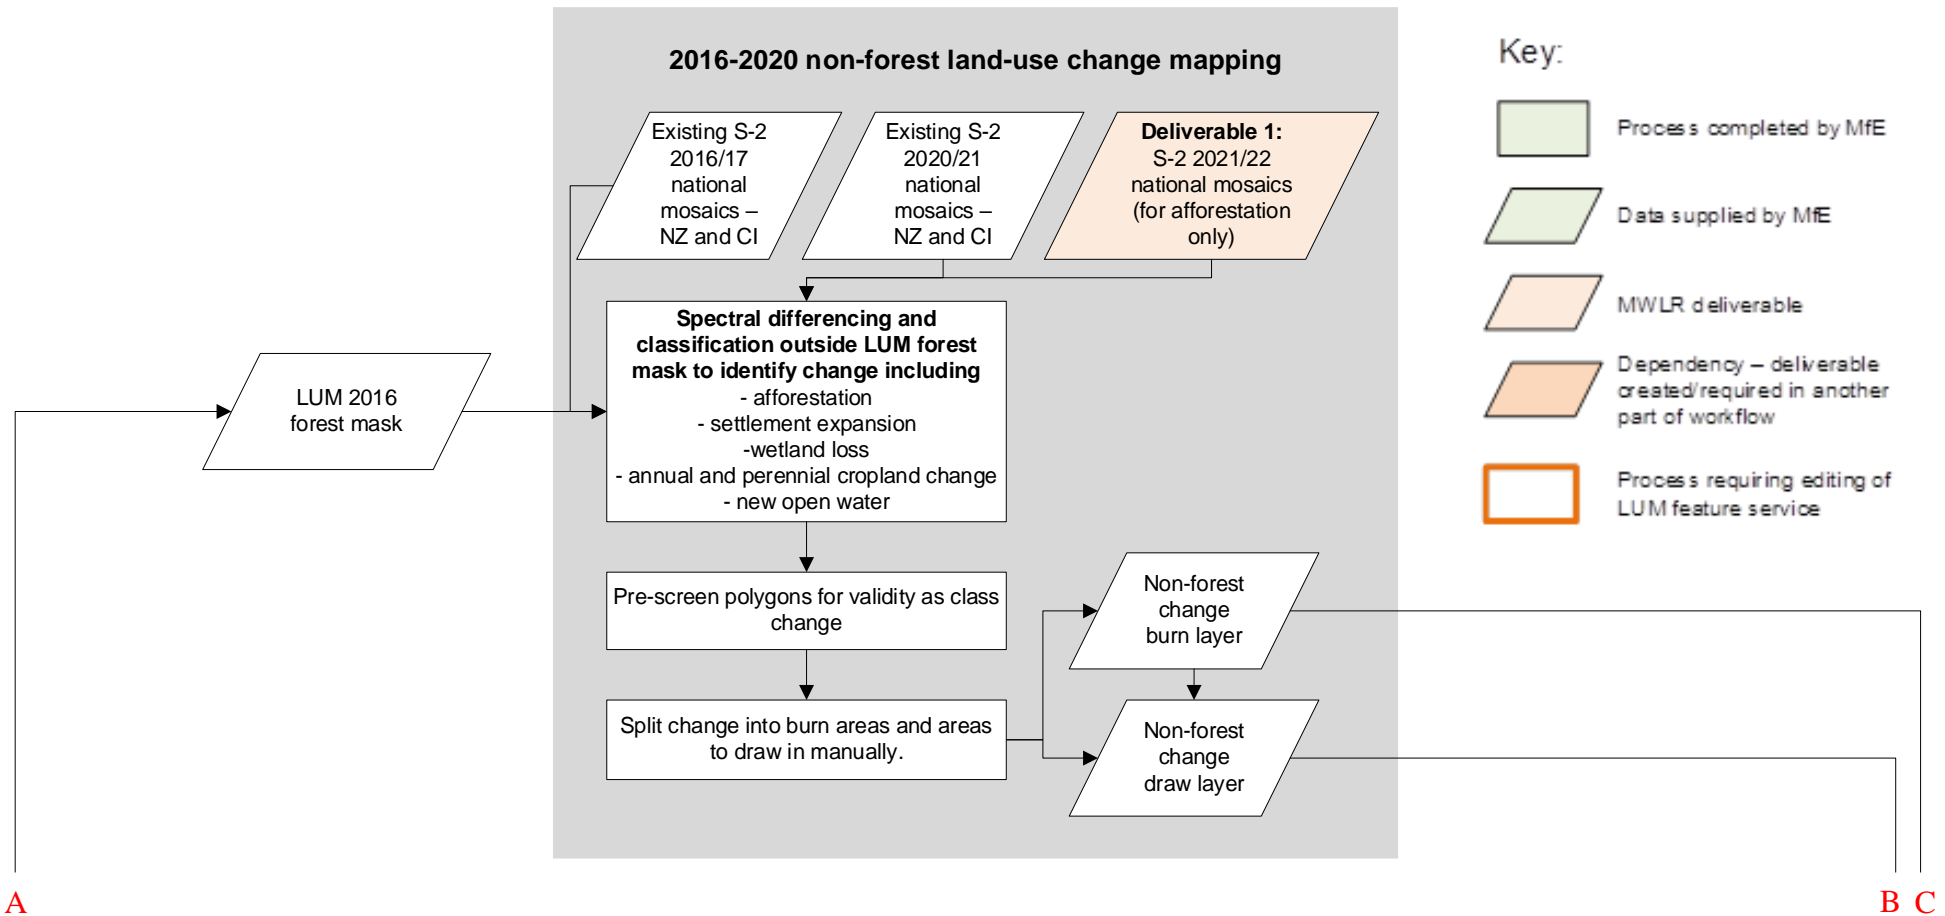 2016-2020 non-forest land-use change mapping
Existing S-2
2016/17
national
mosaics –
NZ and CI
Existing S-2
2020/21
national
mosaics –
NZ and CI
Deliverable 1:
S-2 2021/22
national mosaics
(for afforestation
only)
LUM 2016
forest mask
Spectral differencing and
classification outside LUM forest
mask to identify change including
- afforestation
- settlement expansion
-wetland loss
- annual and perennial cropland change
- new open water
Pre-screen polygons for validity as class
change
Split change into burn areas and areas
to draw in manually.
Non-forest
change
burn layer
Non-forest
change
draw layer
Key:
Process completed by MfE
Data supplied by MfE
MWLR deliverable
Dependency – deliverable
created/required in another
part of workflow
Process requiring editing of
LUM feature service
A
B C